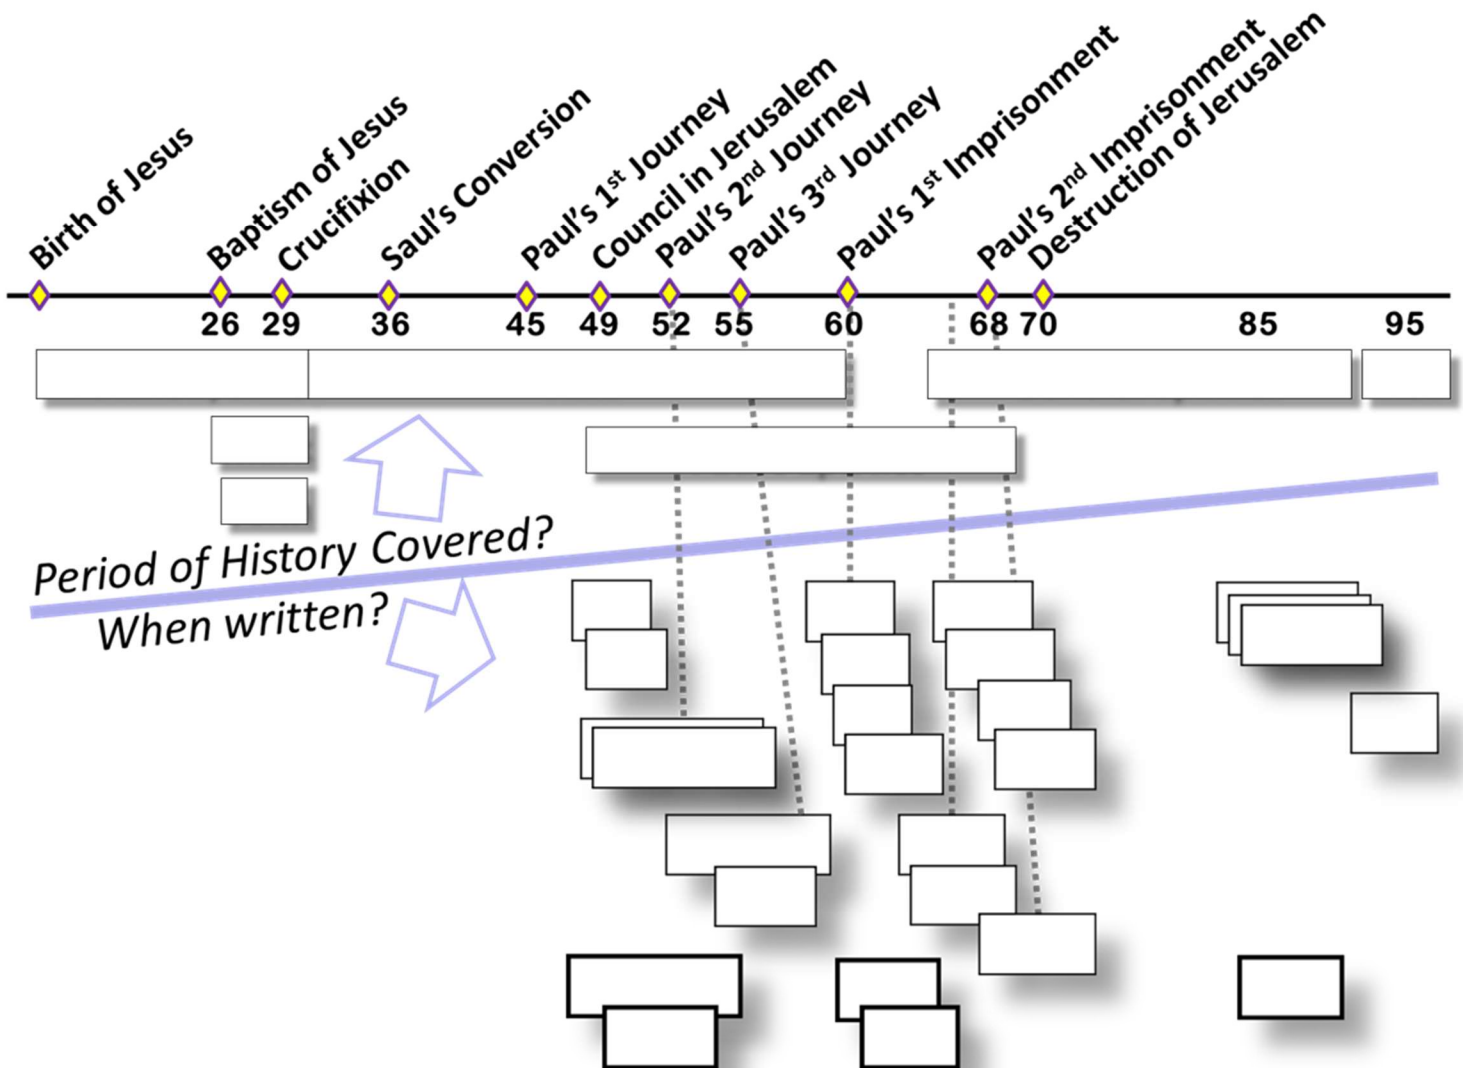 Birth of Jesus
Baptism of Jesus
Crucifixion
Saul's Conversion
Paul's 1st Journey
Council in Jerusalem
Paul's 2nd Journey
Paul's 3rd Journey
Paul's 1st Imprisonment
Paul's 2nd Imprisonment
Destruction of Jerusalem
26 29 36 45 49 52 55 60 68 70 85 95
Period of History Covered?
When written?